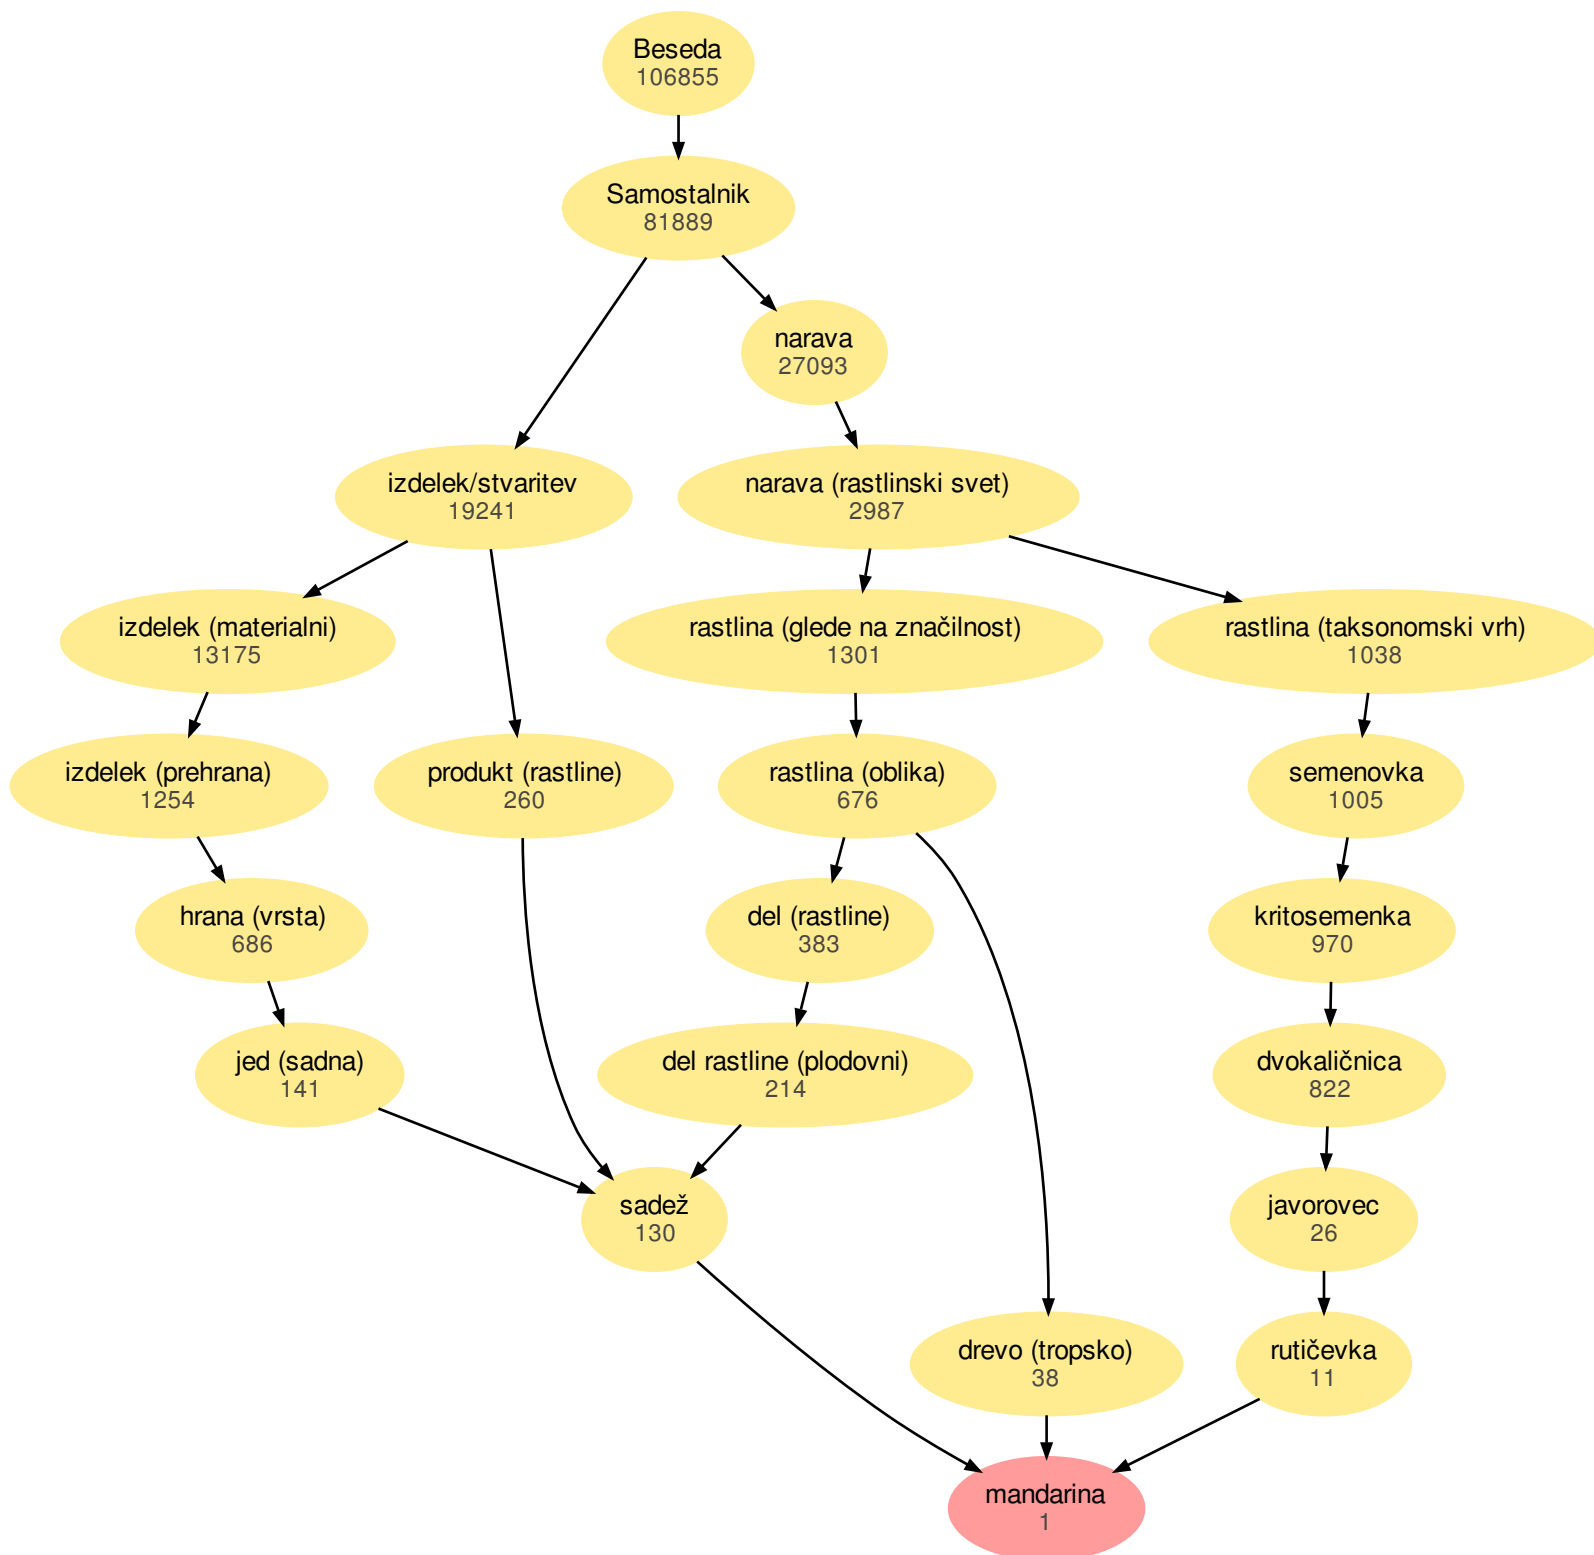 Beseda
106855
Samostalnik
81889
narava
27093
izdelek/stvaritev
19241
narava (rastlinski svet)
2987
izdelek (materialni)
13175
rastlina (glede na značilnost)
1301
rastlina (taksonomski vrh)
1038
izdelek (prehrana)
1254
produkt (rastline)
260
rastlina (oblika)
676
semenovka
1005
hrana (vrsta)
686
del (rastline)
383
kritosemenka
970
jed (sadna)
141
del rastline (plodovni)
214
dvokaličnica
822
sadež
130
javorovec
26
drevo (tropsko)
38
rutičevka
11
mandarina
1